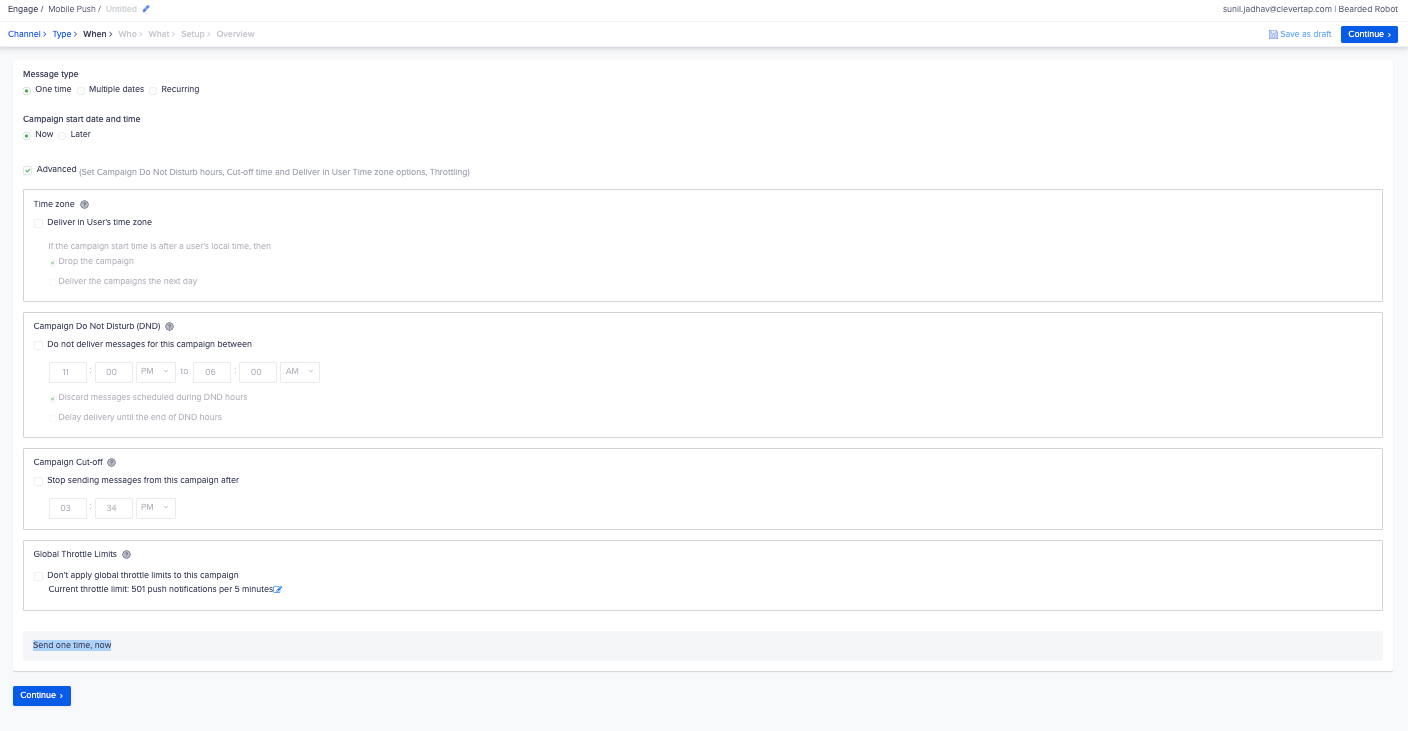 Engage / Mobile Push / Untitled
sunil.jadhav@clevertap.com | Bearded Robot
Channel > Type > When > Who > What > Setup > Overview
Save as draft Continue >
Message type
One time Multiple dates Recurring
Campaign start date and time
Now Later
Advanced (Set Campaign Do Not Disturb hours, Cut-off time and Deliver in User Time zone options, Throttling)
Time zone ?
Deliver in User's time zone
If the campaign start time is after a user's local time, then
Drop the campaign
Deliver the campaigns the next day
Campaign Do Not Disturb (DND) ?
Do not deliver messages for this campaign between
11 : 00 PM to 06 : 00 AM
Discard messages scheduled during DND hours
Delay delivery until the end of DND hours
Campaign Cut-off ?
Stop sending messages from this campaign after
03 : 34 PM
Global Throttle Limits ?
Don't apply global throttle limits to this campaign
Current throttle limit: 501 push notifications per 5 minutes
Send one time, now
Continue >